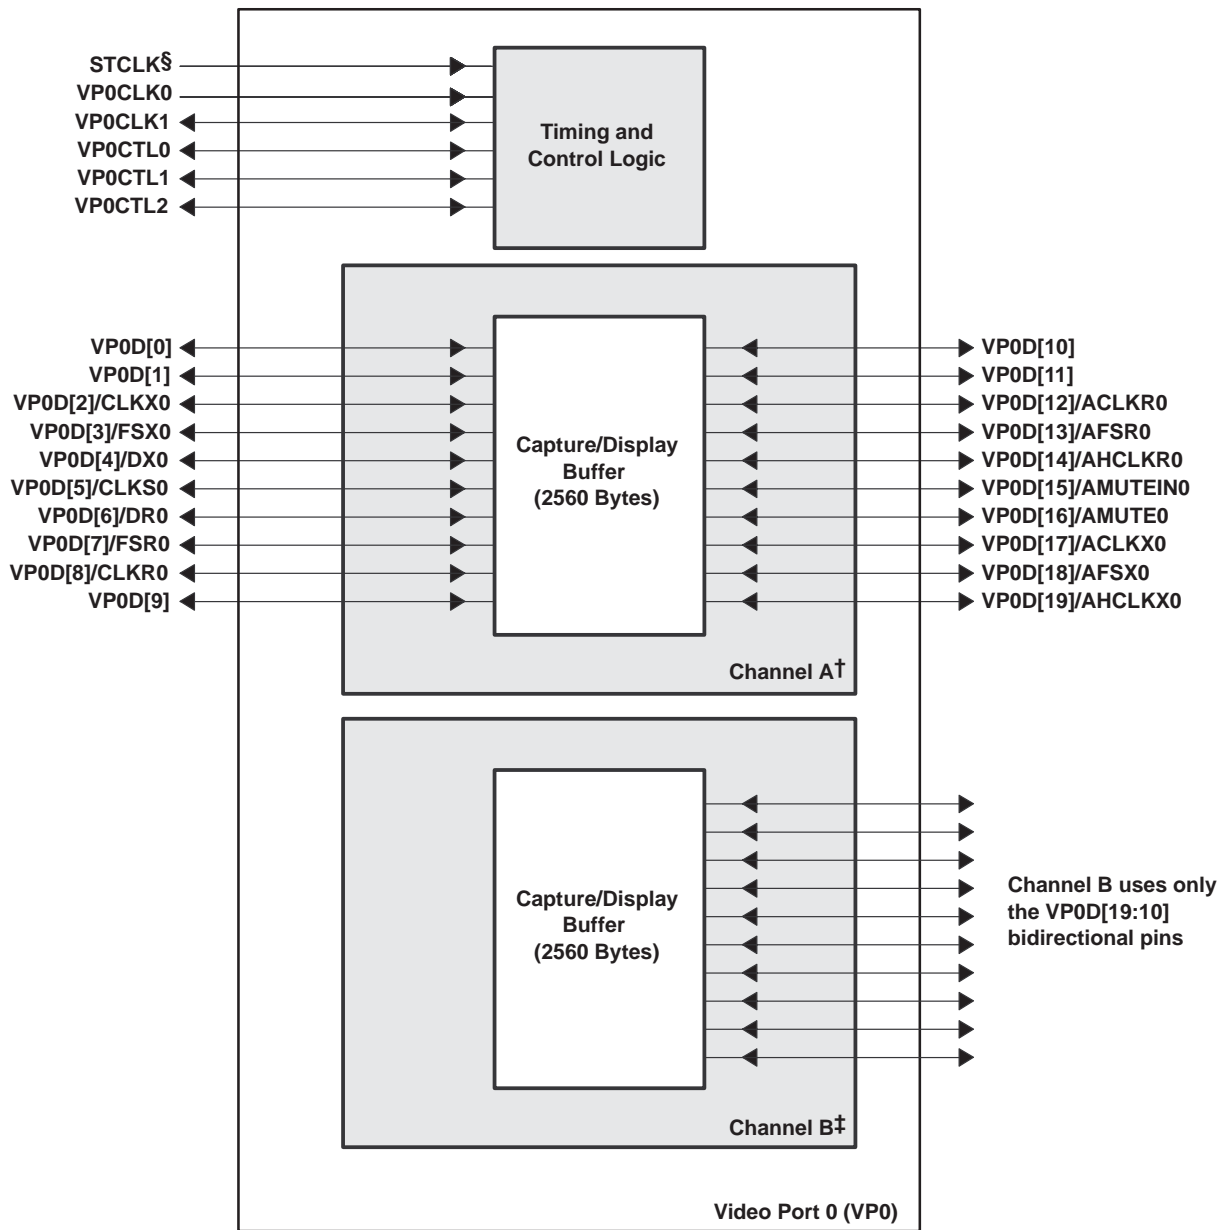 STCLK§
VP0CLK0
VP0CLK1
VP0CTL0
VP0CTL1
VP0CTL2
Timing and
Control Logic
VP0D[0]
VP0D[1]
VP0D[2]/CLKX0
VP0D[3]/FSX0
VP0D[4]/DX0
VP0D[5]/CLKS0
VP0D[6]/DR0
VP0D[7]/FSR0
VP0D[8]/CLKR0
VP0D[9]
Capture/Display
Buffer
(2560 Bytes)
VP0D[10]
VP0D[11]
VP0D[12]/ACLKR0
VP0D[13]/AFSR0
VP0D[14]/AHCLKR0
VP0D[15]/AMUTEIN0
VP0D[16]/AMUTE0
VP0D[17]/ACLKX0
VP0D[18]/AFSX0
VP0D[19]/AHCLKX0
Channel A†
Capture/Display
Buffer
(2560 Bytes)
Channel B uses only
the VP0D[19:10]
bidirectional pins
Channel B‡
Video Port 0 (VP0)